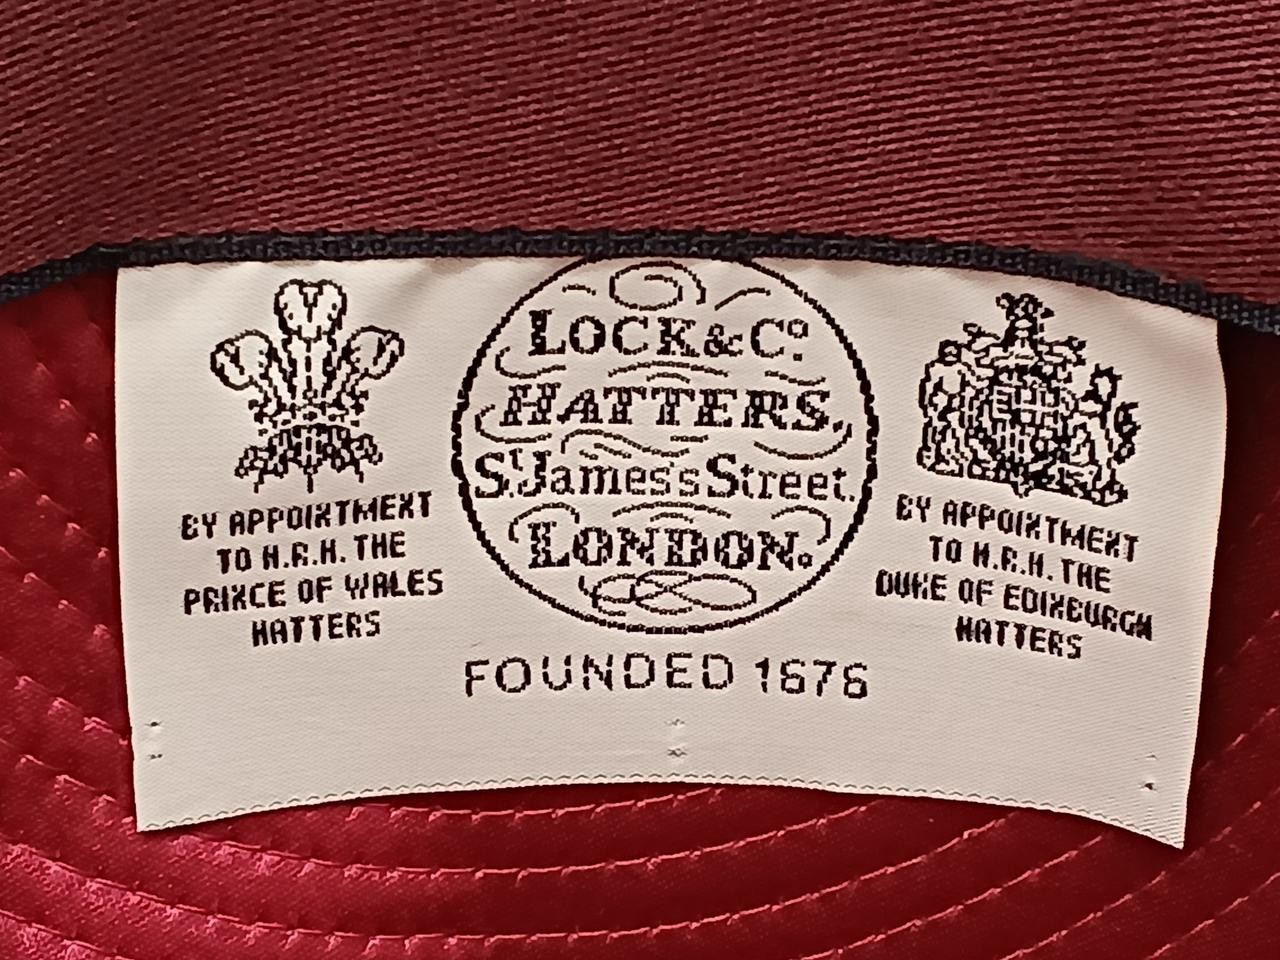 LOCK & Co.
HATTERS.
St. James's Street.
LONDON.
BY APPOINTMENT
TO H.R.H. THE
PRINCE OF WALES
HATTERS
BY APPOINTMENT
TO H.R.H. THE
DUKE OF EDINBURGH
HATTERS
FOUNDED 1676